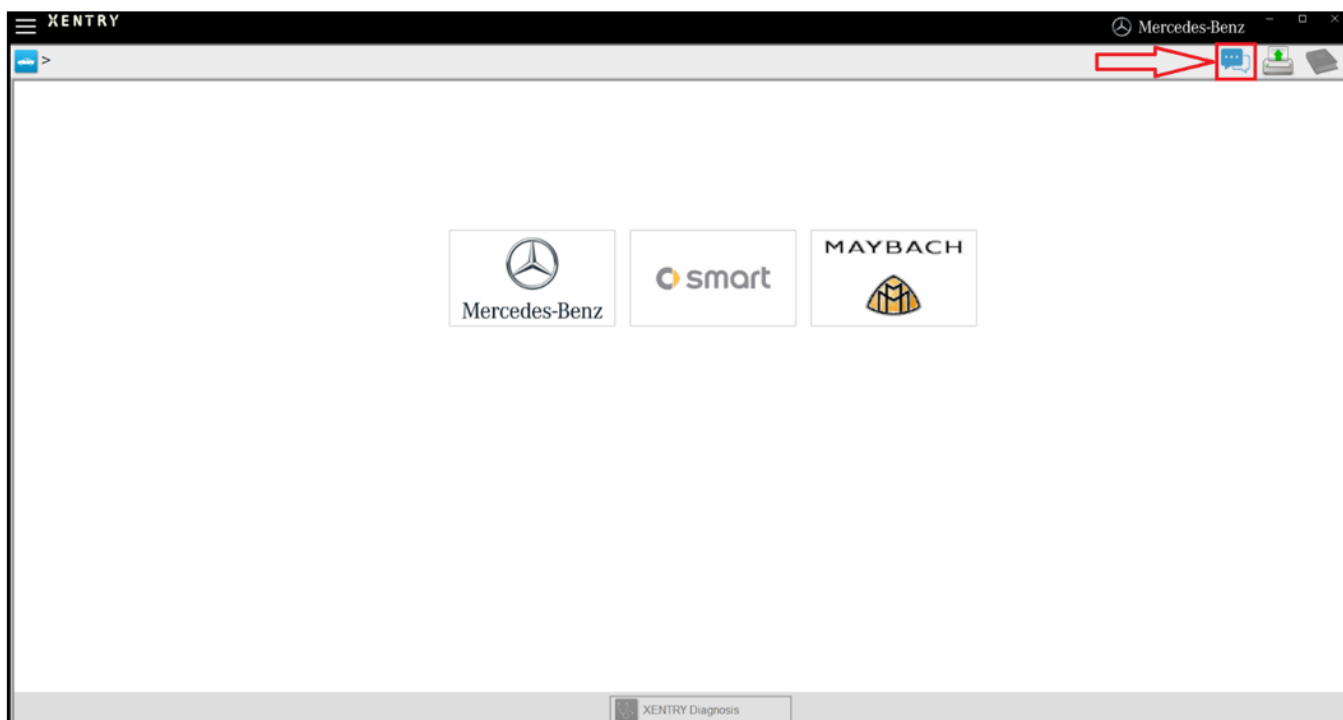 XENTRY
Mercedes-Benz
>
Mercedes-Benz
smart
MAYBACH
XENTRY Diagnosis